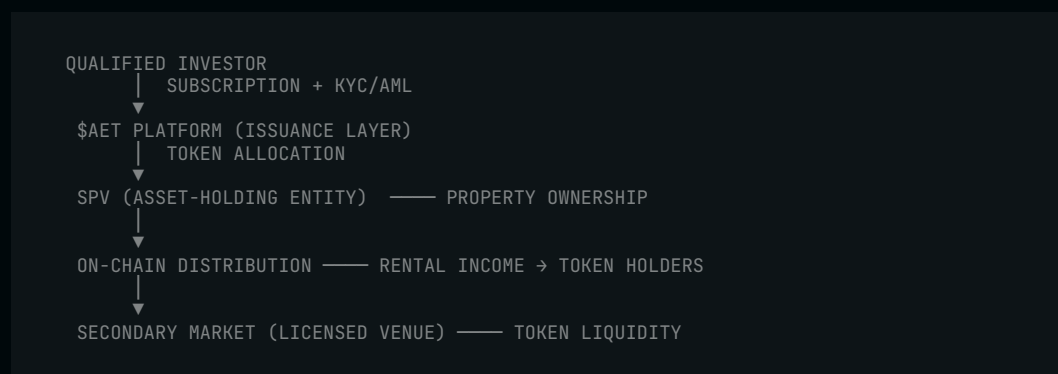 QUALIFIED INVESTOR
SUBSCRIPTION + KYC/AML
$AET PLATFORM (ISSUANCE LAYER)
TOKEN ALLOCATION
SPV (ASSET-HOLDING ENTITY) ──── PROPERTY OWNERSHIP
ON-CHAIN DISTRIBUTION ──── RENTAL INCOME → TOKEN HOLDERS
SECONDARY MARKET (LICENSED VENUE) ──── TOKEN LIQUIDITY